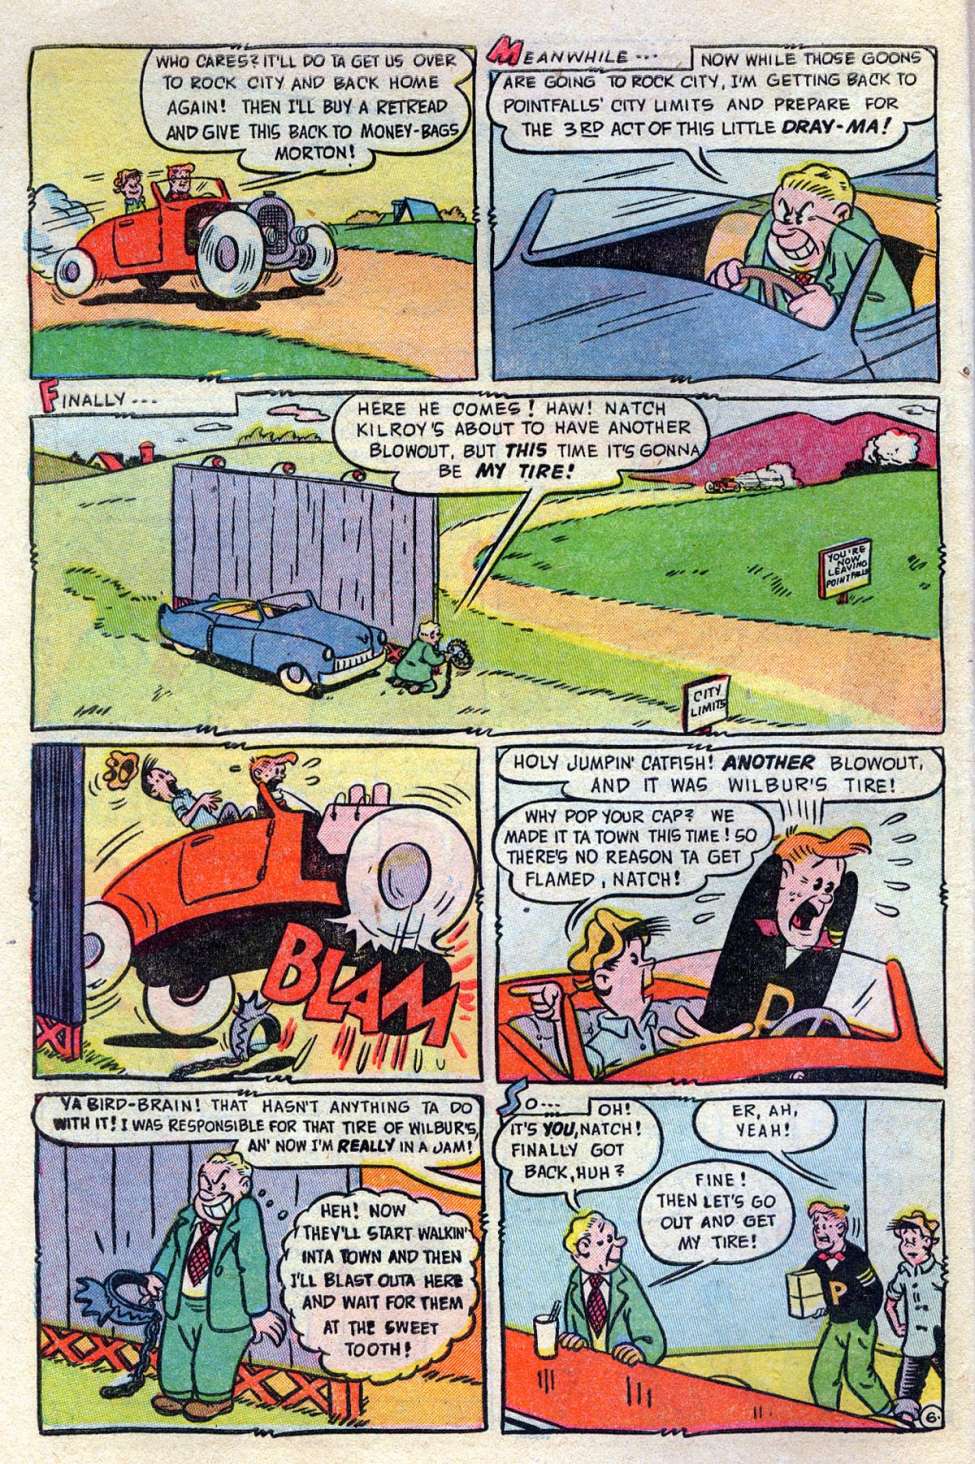 WHO CARES? IT'LL DO TA GET US OVER
TO ROCK CITY AND BACK HOME
AGAIN! THEN I'LL BUY A RETREAD
AND GIVE THIS BACK TO MONEY-BAGS
MORTON!
MEANWHILE...
NOW WHILE THOSE GOONS
ARE GOING TO ROCK CITY, I'M GETTING BACK TO
POINTFALLS' CITY LIMITS AND PREPARE FOR
THE 3RD ACT OF THIS LITTLE DRAY-MA!
FINALLY...
HERE HE COMES! HAW! NATCH
KILROY'S ABOUT TO HAVE ANOTHER
BLOWOUT, BUT THIS TIME IT'S GONNA
BE MY TIRE!
YOU'RE
NOW
LEAVING
POINTFALLS
CITY
LIMITS
BLAM
HOLY JUMPIN' CATFISH! ANOTHER BLOWOUT,
AND IT WAS WILBUR'S TIRE!
WHY POP YOUR CAP? WE
MADE IT TA TOWN THIS TIME! SO
THERE'S NO REASON TA GET
FLAMED, NATCH!
P
YA BIRD-BRAIN! THAT HASN'T ANYTHING TA DO
WITH IT! I WAS RESPONSIBLE FOR THAT TIRE OF WILBUR'S,
AN' NOW I'M REALLY IN A JAM!
HEH! NOW
THEY'LL START WALKIN'
INTA TOWN AND THEN
I'LL BLAST OUTA HERE
AND WAIT FOR THEM
AT THE SWEET
TOOTH!
SO...
OH!
IT'S YOU, NATCH!
FINALLY GOT
BACK, HUH?
ER, AH,
YEAH!
FINE!
THEN LET'S GO
OUT AND GET
MY TIRE!
P
6.